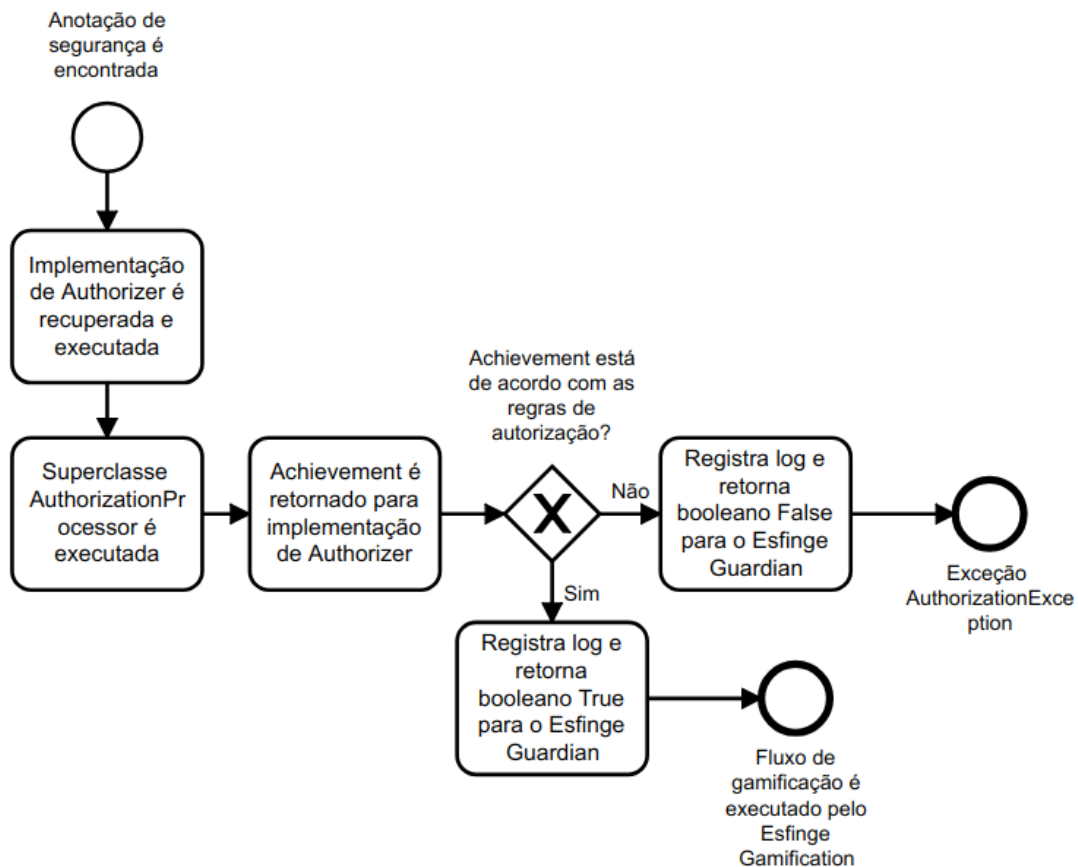 Anotação de
segurança é
encontrada
Implementação
de Authorizer é
recuperada e
executada
Superclasse
AuthorizationPr
ocessor é
executada
Achievement é
retornado para
implementação
de Authorizer
Achievement está
de acordo com as
regras de
autorização?
X
Não
Registra log e
retorna
booleano False
para o Esfinge
Guardian
Exceção
AuthorizationExce
ption
Sim
Registra log e
retorna
booleano True
para o Esfinge
Guardian
Fluxo de
gamificação é
executado pelo
Esfinge
Gamification